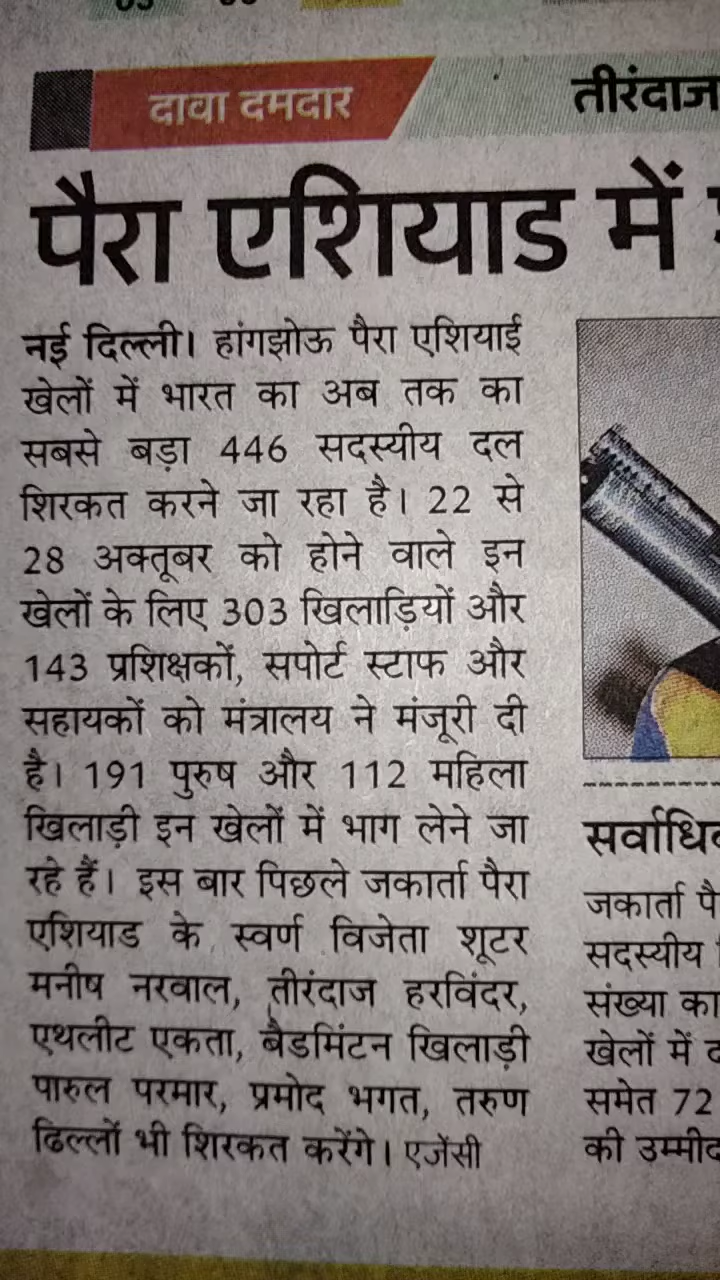 दावा दमदार
तीरंदाज
पैरा एशियाड में
नई दिल्ली। हांगझोऊ पैरा एशियाई
खेलों में भारत का अब तक का
सबसे बड़ा 446 सदस्यीय दल
शिरकत करने जा रहा है। 22 से
28 अक्तूबर को होने वाले इन
खेलों के लिए 303 खिलाड़ियों और
143 प्रशिक्षकों, सपोर्ट स्टाफ और
सहायकों को मंत्रालय ने मंजूरी दी
है। 191 पुरुष और 112 महिला
खिलाड़ी इन खेलों में भाग लेने जा
रहे हैं। इस बार पिछले जकार्ता पैरा
एशियाड के स्वर्ण विजेता शूटर
मनीष नरवाल, तीरंदाज हरविंदर,
एथलीट एकता, बैडमिंटन खिलाड़ी
पारुल परमार, प्रमोद भगत, तरुण
ढिल्लों भी शिरकत करेंगे। एजेंसी
जकार्ता
सदस्यीय
संख्या का
खेलों में
समेत 72
की उम्मीद